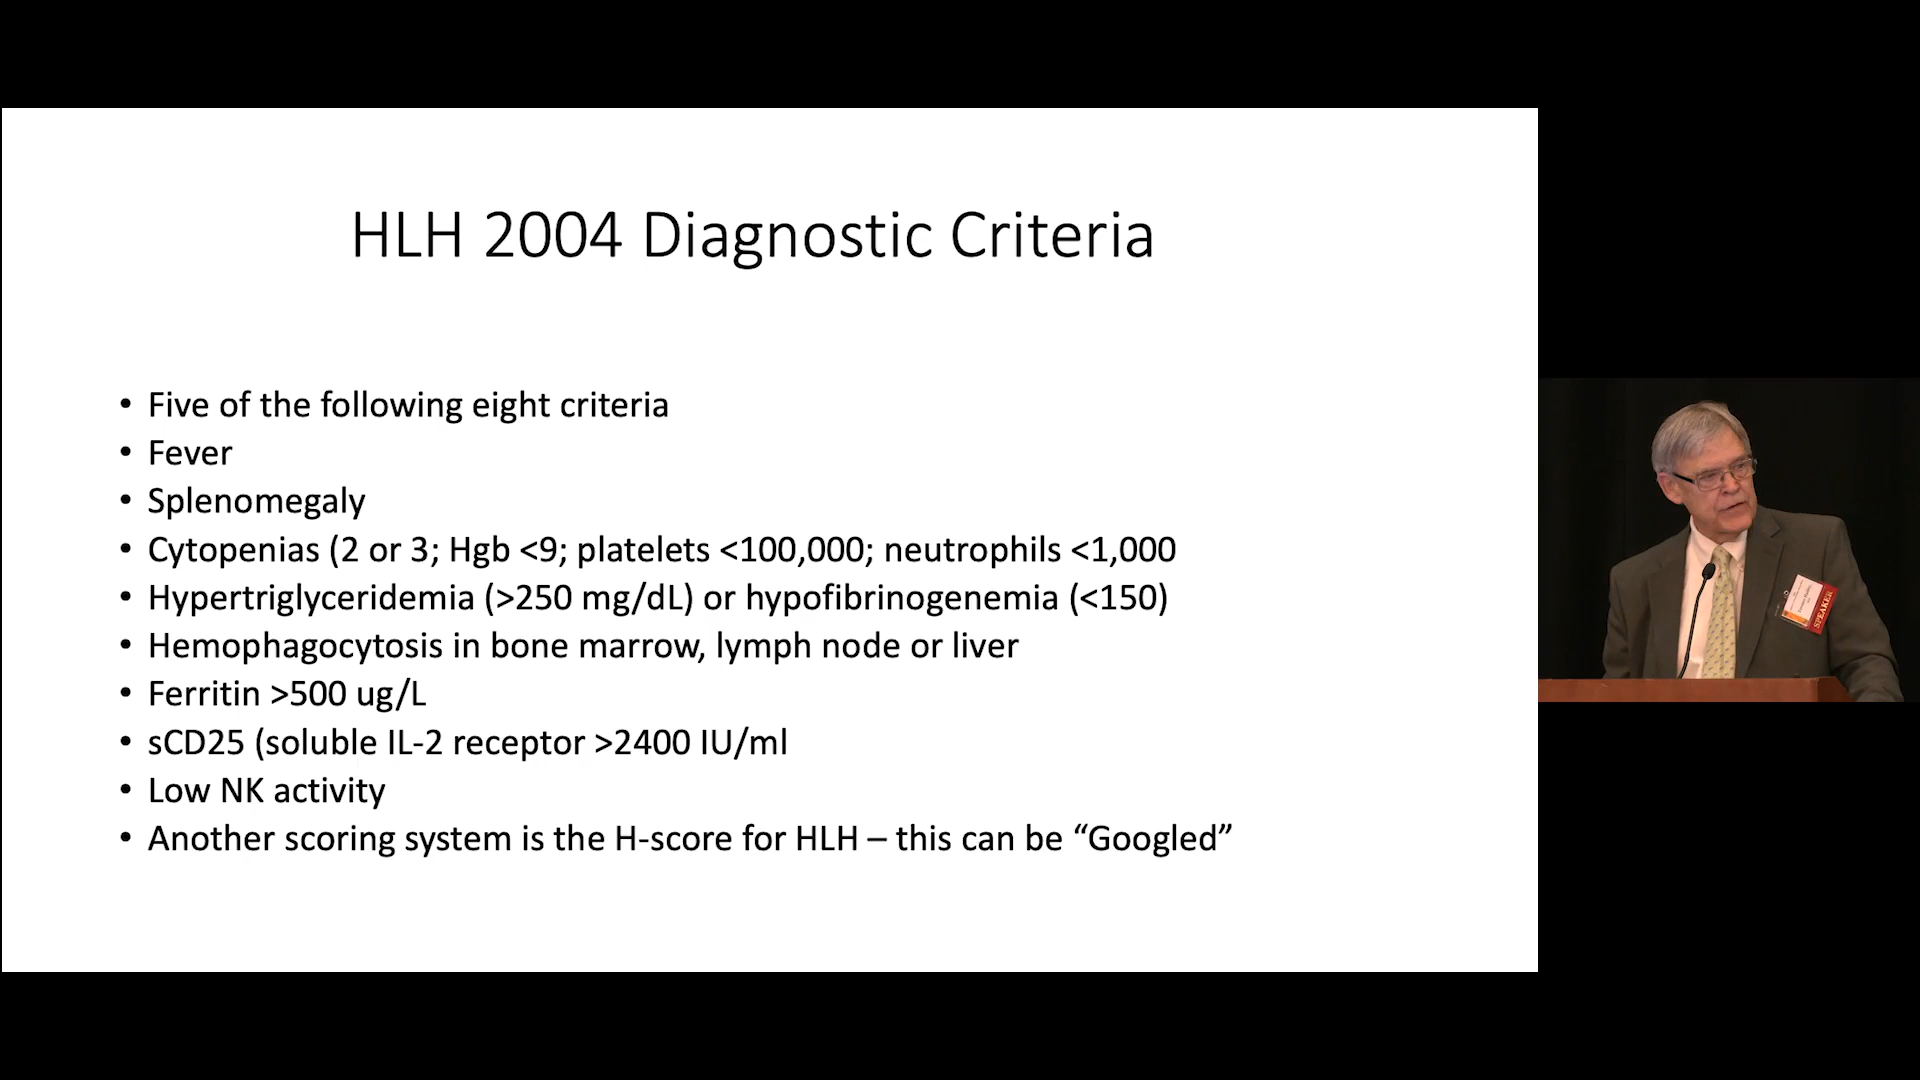 HLH 2004 Diagnostic Criteria
• Five of the following eight criteria
• Fever
• Splenomegaly
• Cytopenias (2 or 3; Hgb <9; platelets <100,000; neutrophils <1,000
• Hypertriglyceridemia (>250 mg/dL) or hypofibrinogenemia (<150)
• Hemophagocytosis in bone marrow, lymph node or liver
• Ferritin >500 ug/L
• sCD25 (soluble IL-2 receptor >2400 IU/ml
• Low NK activity
• Another scoring system is the H-score for HLH – this can be “Googled”
SPEAKER